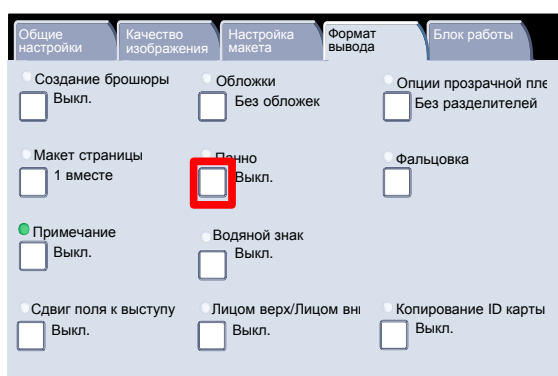 Общие настройки
Качество изображения
Настройка макета
Формат вывода
Блок работы
Создание брошюры
Выкл.
Обложки
Без обложек
Опции прозрачной пле
Без разделителей
Макет страницы
1 вместе
Панно
Выкл.
Фальцовка
Примечание
Выкл.
Водяной знак
Выкл.
Сдвиг поля к выступу
Выкл.
Лицом верх/Лицом вни
Выкл.
Копирование ID карты
Выкл.